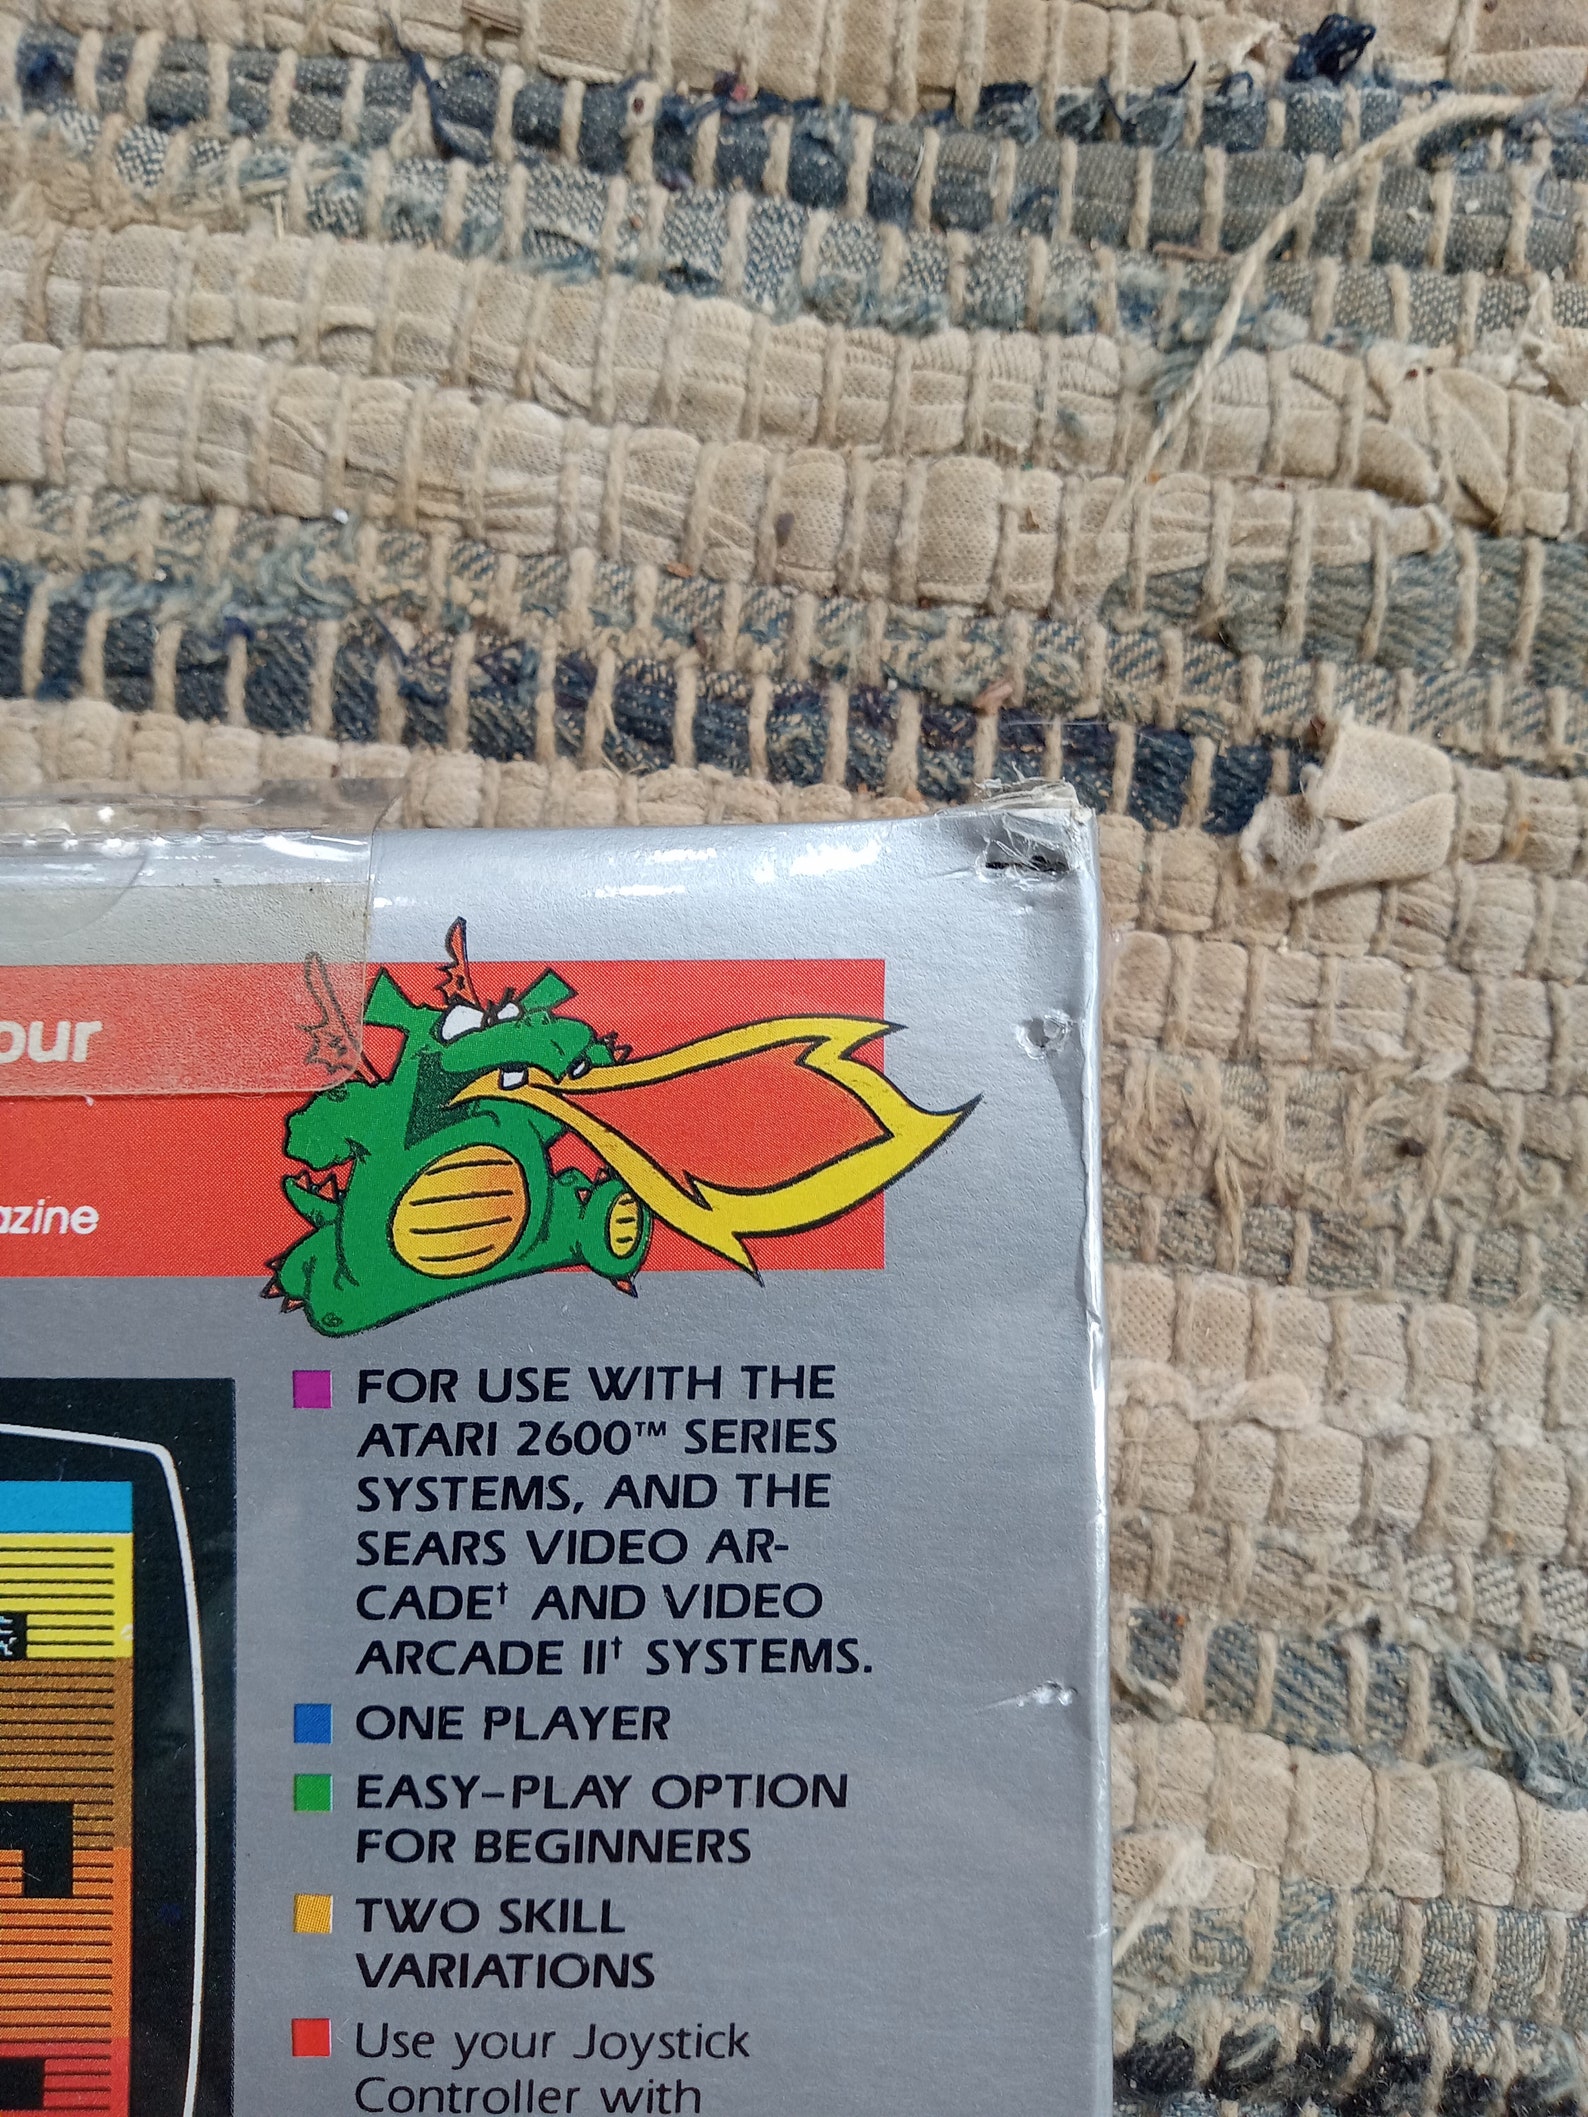 our
azine
FOR USE WITH THE
ATARI 2600™ SERIES
SYSTEMS, AND THE
SEARS VIDEO AR-
CADE† AND VIDEO
ARCADE II† SYSTEMS.
ONE PLAYER
EASY-PLAY OPTION
FOR BEGINNERS
TWO SKILL
VARIATIONS
Use your Joystick
Controller with